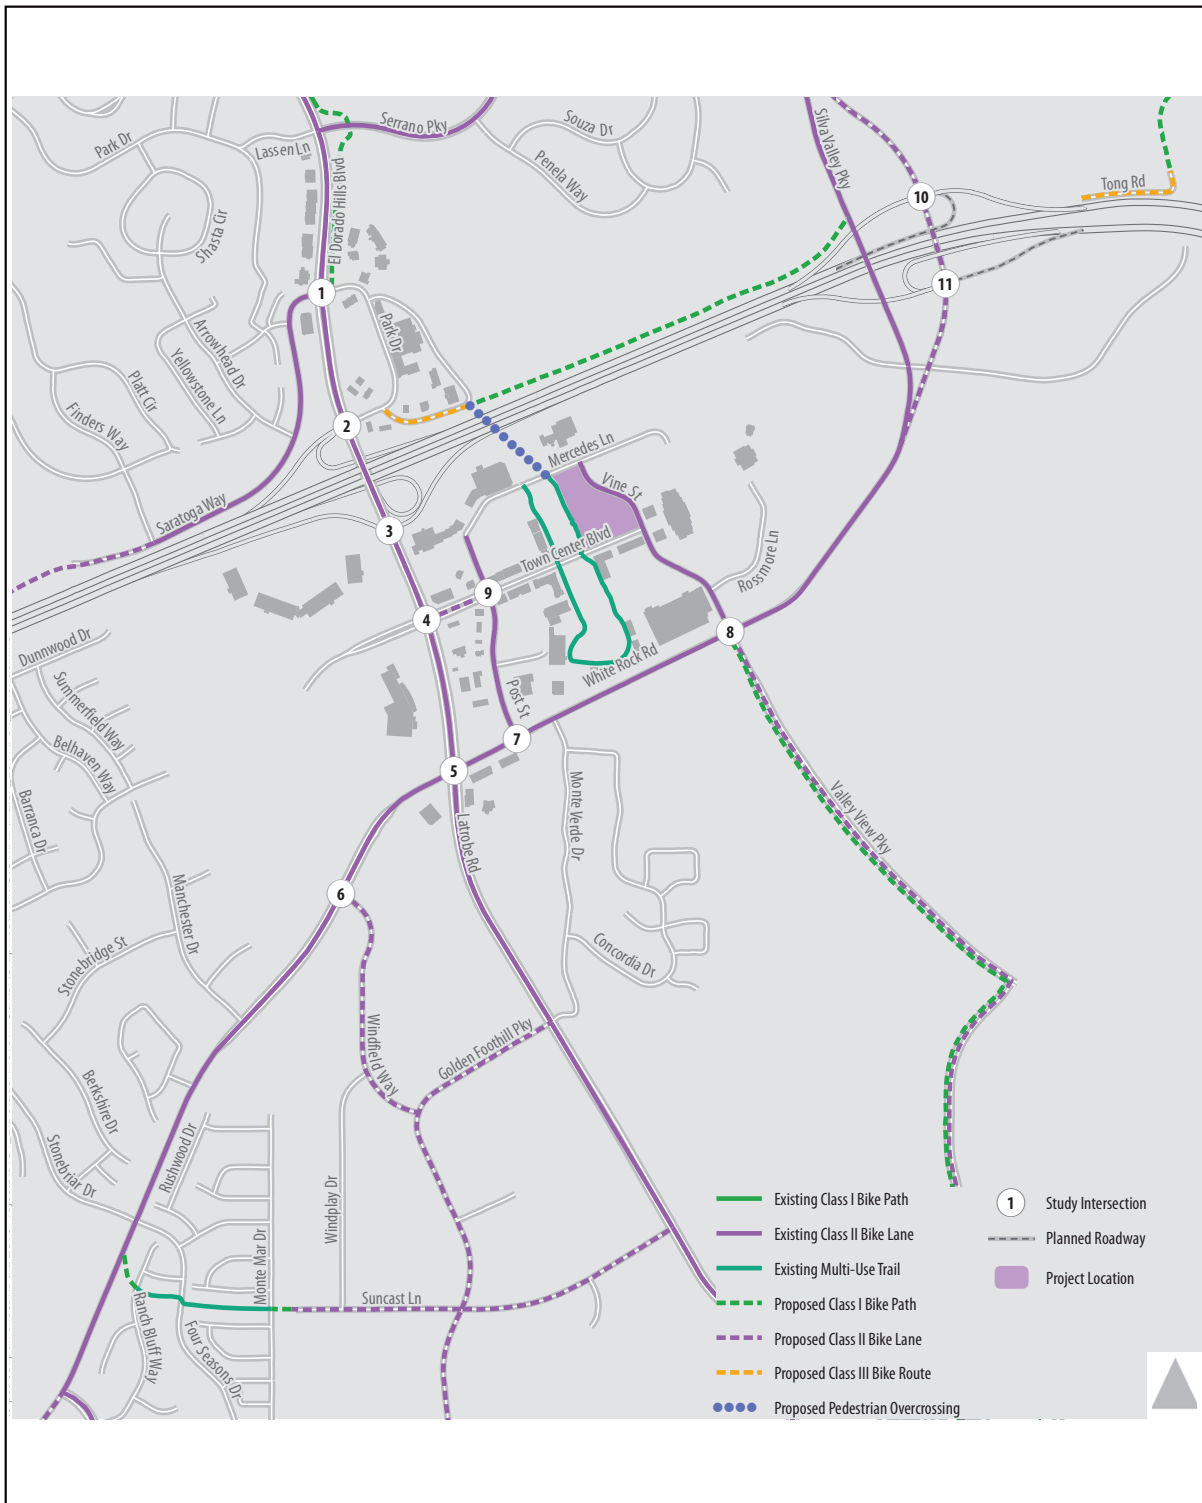 Serrano Pky
Souza Dr
Silva Valley Pky
Park Dr
Lassen Ln
El Dorado Hills Blvd
Penela Way
Tong Rd
10
Shasta Cir
11
1
Park Dr
Arrowhead Dr
Yellowstone Ln
Platt Cir
Finders Way
2
Mercedes Ln
Vine St
Saratoga Way
3
Town Center Blvd
Rossmore Ln
9
4
8
Dunnwood Dr
White Rock Rd
Summerfield Way
Post St
Belhaven Way
7
5
Barranca Dr
Latrobe Rd
Monte Verde Dr
Valley View Pky
6
Manchester Dr
Stonebridge St
Concordia Dr
Windfield Way
Golden Foothill Pky
Berkshire Dr
Stonebriar Dr
Rushwood Dr
Windplay Dr
Monte Mar Dr
Suncast Ln
Ranch Bluff Way
Four Seasons Dr
Existing Class I Bike Path
Existing Class II Bike Lane
Existing Multi-Use Trail
Proposed Class I Bike Path
Proposed Class II Bike Lane
Proposed Class III Bike Route
Proposed Pedestrian Overcrossing
1 Study Intersection
Planned Roadway
Project Location